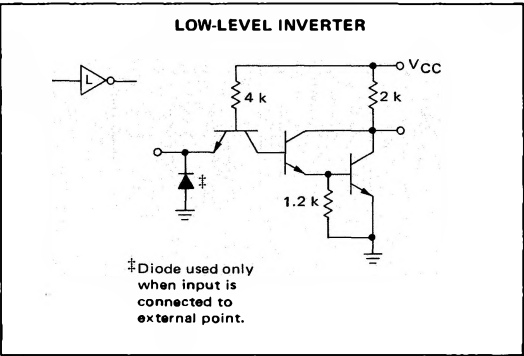 LOW-LEVEL INVERTER
L
VCC
4 k
2 k
‡
1.2 k
‡Diode used only
when input is
connected to
external point.